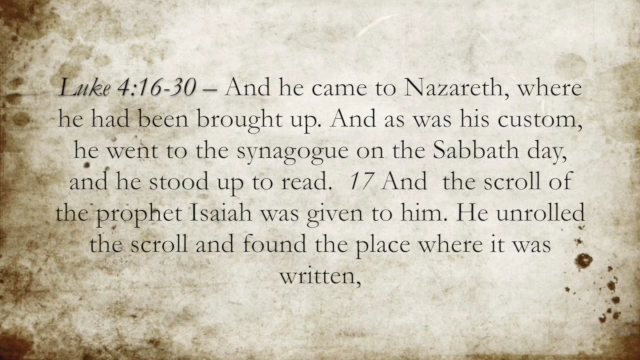 Luke 4:16-30 – And he came to Nazareth, where
he had been brought up. And as was his custom,
he went to the synagogue on the Sabbath day,
and he stood up to read. 17 And the scroll of
the prophet Isaiah was given to him. He unrolled
the scroll and found the place where it was
written,